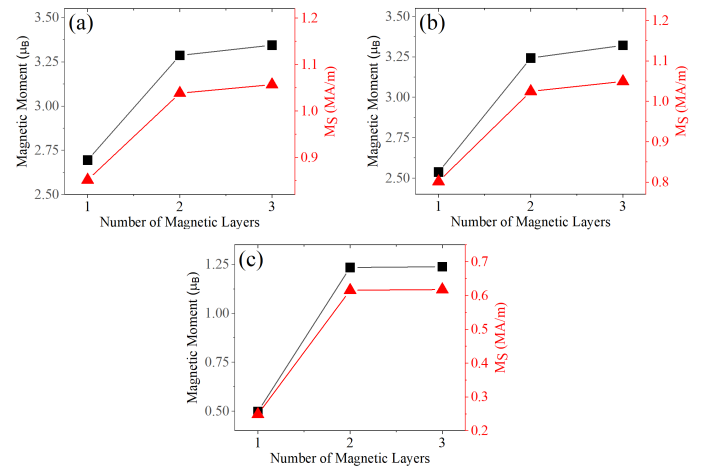 (a)
Magnetic Moment (μB)
3.50
3.25
3.00
2.75
2.50
1.2
1.1
1.0
0.9
MS (MA/m)
1 2 3
Number of Magnetic Layers
(b)
Magnetic Moment (μB)
3.50
3.25
3.00
2.75
2.50
1.2
1.1
1.0
0.9
0.8
MS (MA/m)
1 2 3
Number of Magnetic Layers
(c)
Magnetic Moment (μB)
1.25
1.00
0.75
0.50
0.7
0.6
0.5
0.4
0.3
0.2
MS (MA/m)
1 2 3
Number of Magnetic Layers